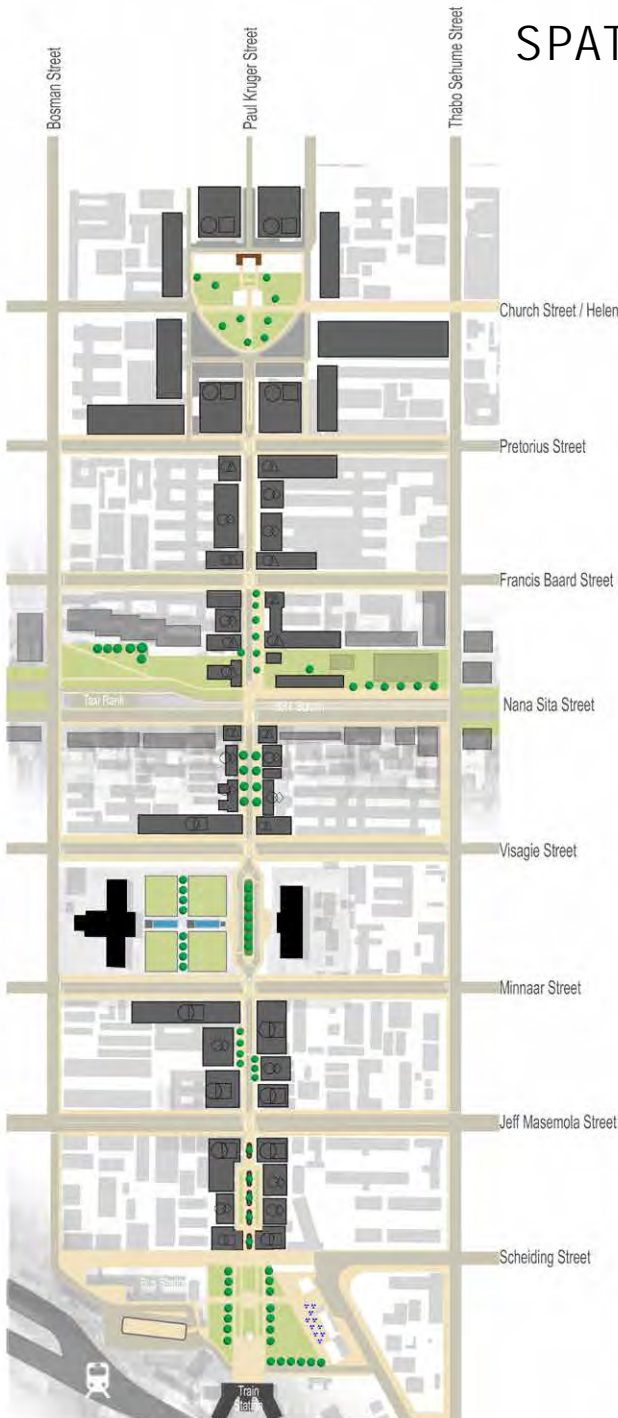 SPAT
Bosman Street
Paul Kruger Street
Thabo Sehume Street
Church Street / Helen
Pretorius Street
Francis Baard Street
Taxi Rank
Nana Sita Street
Visagie Street
Minnaar Street
Jeff Masemola Street
Scheiding Street
Train
Station